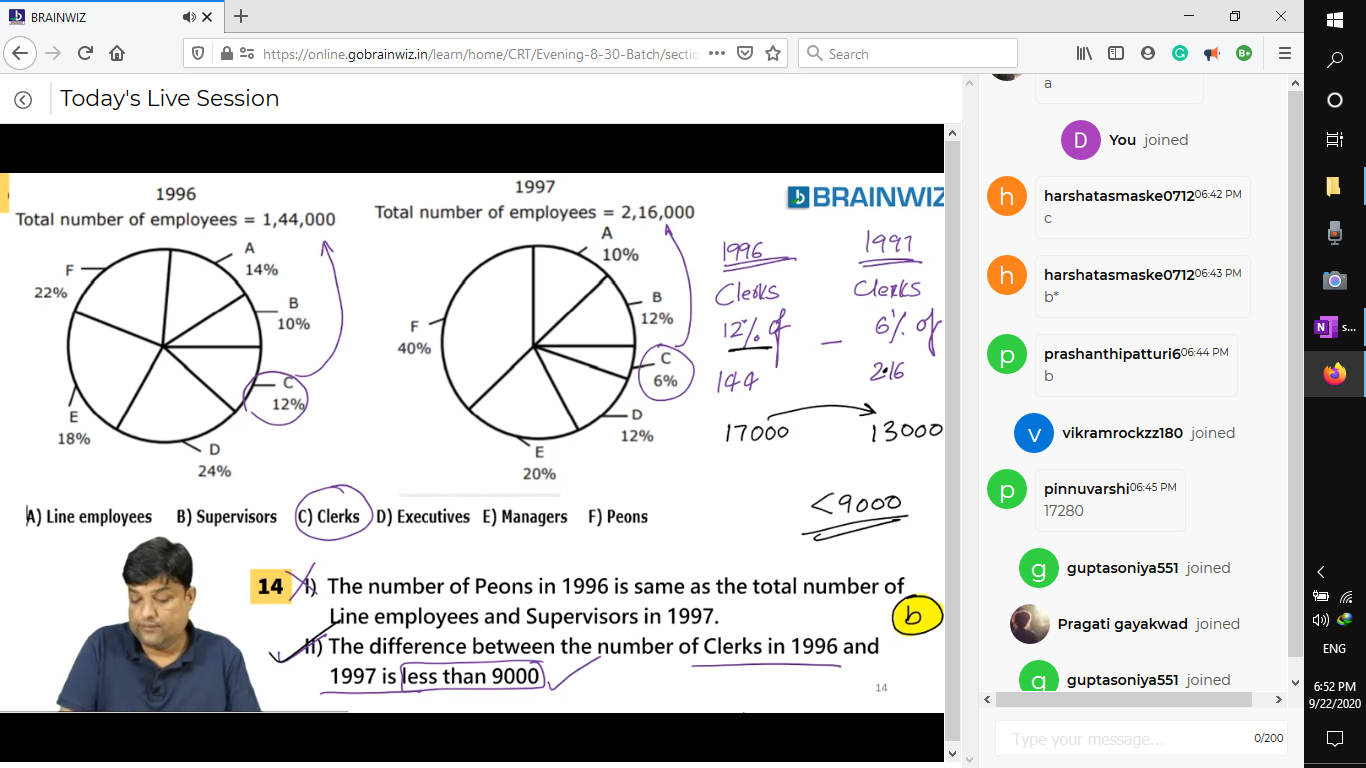 BRAINWIZ
https://online.gobrainwiz.in/learn/home/CRT/Evening-8-30-Batch/sectio
Search
Today's Live Session
1996
Total number of employees = 1,44,000
A
14%
B
10%
C
12%
D
24%
E
18%
F
22%
1997
Total number of employees = 2,16,000
A
10%
B
12%
C
6%
D
12%
E
20%
F
40%
BRAINWIZ
1996 1997
Clerks Clerks
12% of – 6% of
144 2.16
17000 13000
<9000
A) Line employees B) Supervisors C) Clerks D) Executives E) Managers F) Peons
14 I) The number of Peons in 1996 is same as the total number of
Line employees and Supervisors in 1997.
b
II) The difference between the number of Clerks in 1996 and
1997 is less than 9000
14
a
D You joined
h harshatasmaske0712 06:42 PM
c
h harshatasmaske0712 06:43 PM
b*
p prashanthipatturi6 06:44 PM
b
v vikramrockzz180 joined
p pinnuvarshi 06:45 PM
17280
g guptasoniya551 joined
Pragati gayakwad joined
g guptasoniya551 joined
Type your message...
0/200
N s...
ENG
6:52 PM
9/22/2020